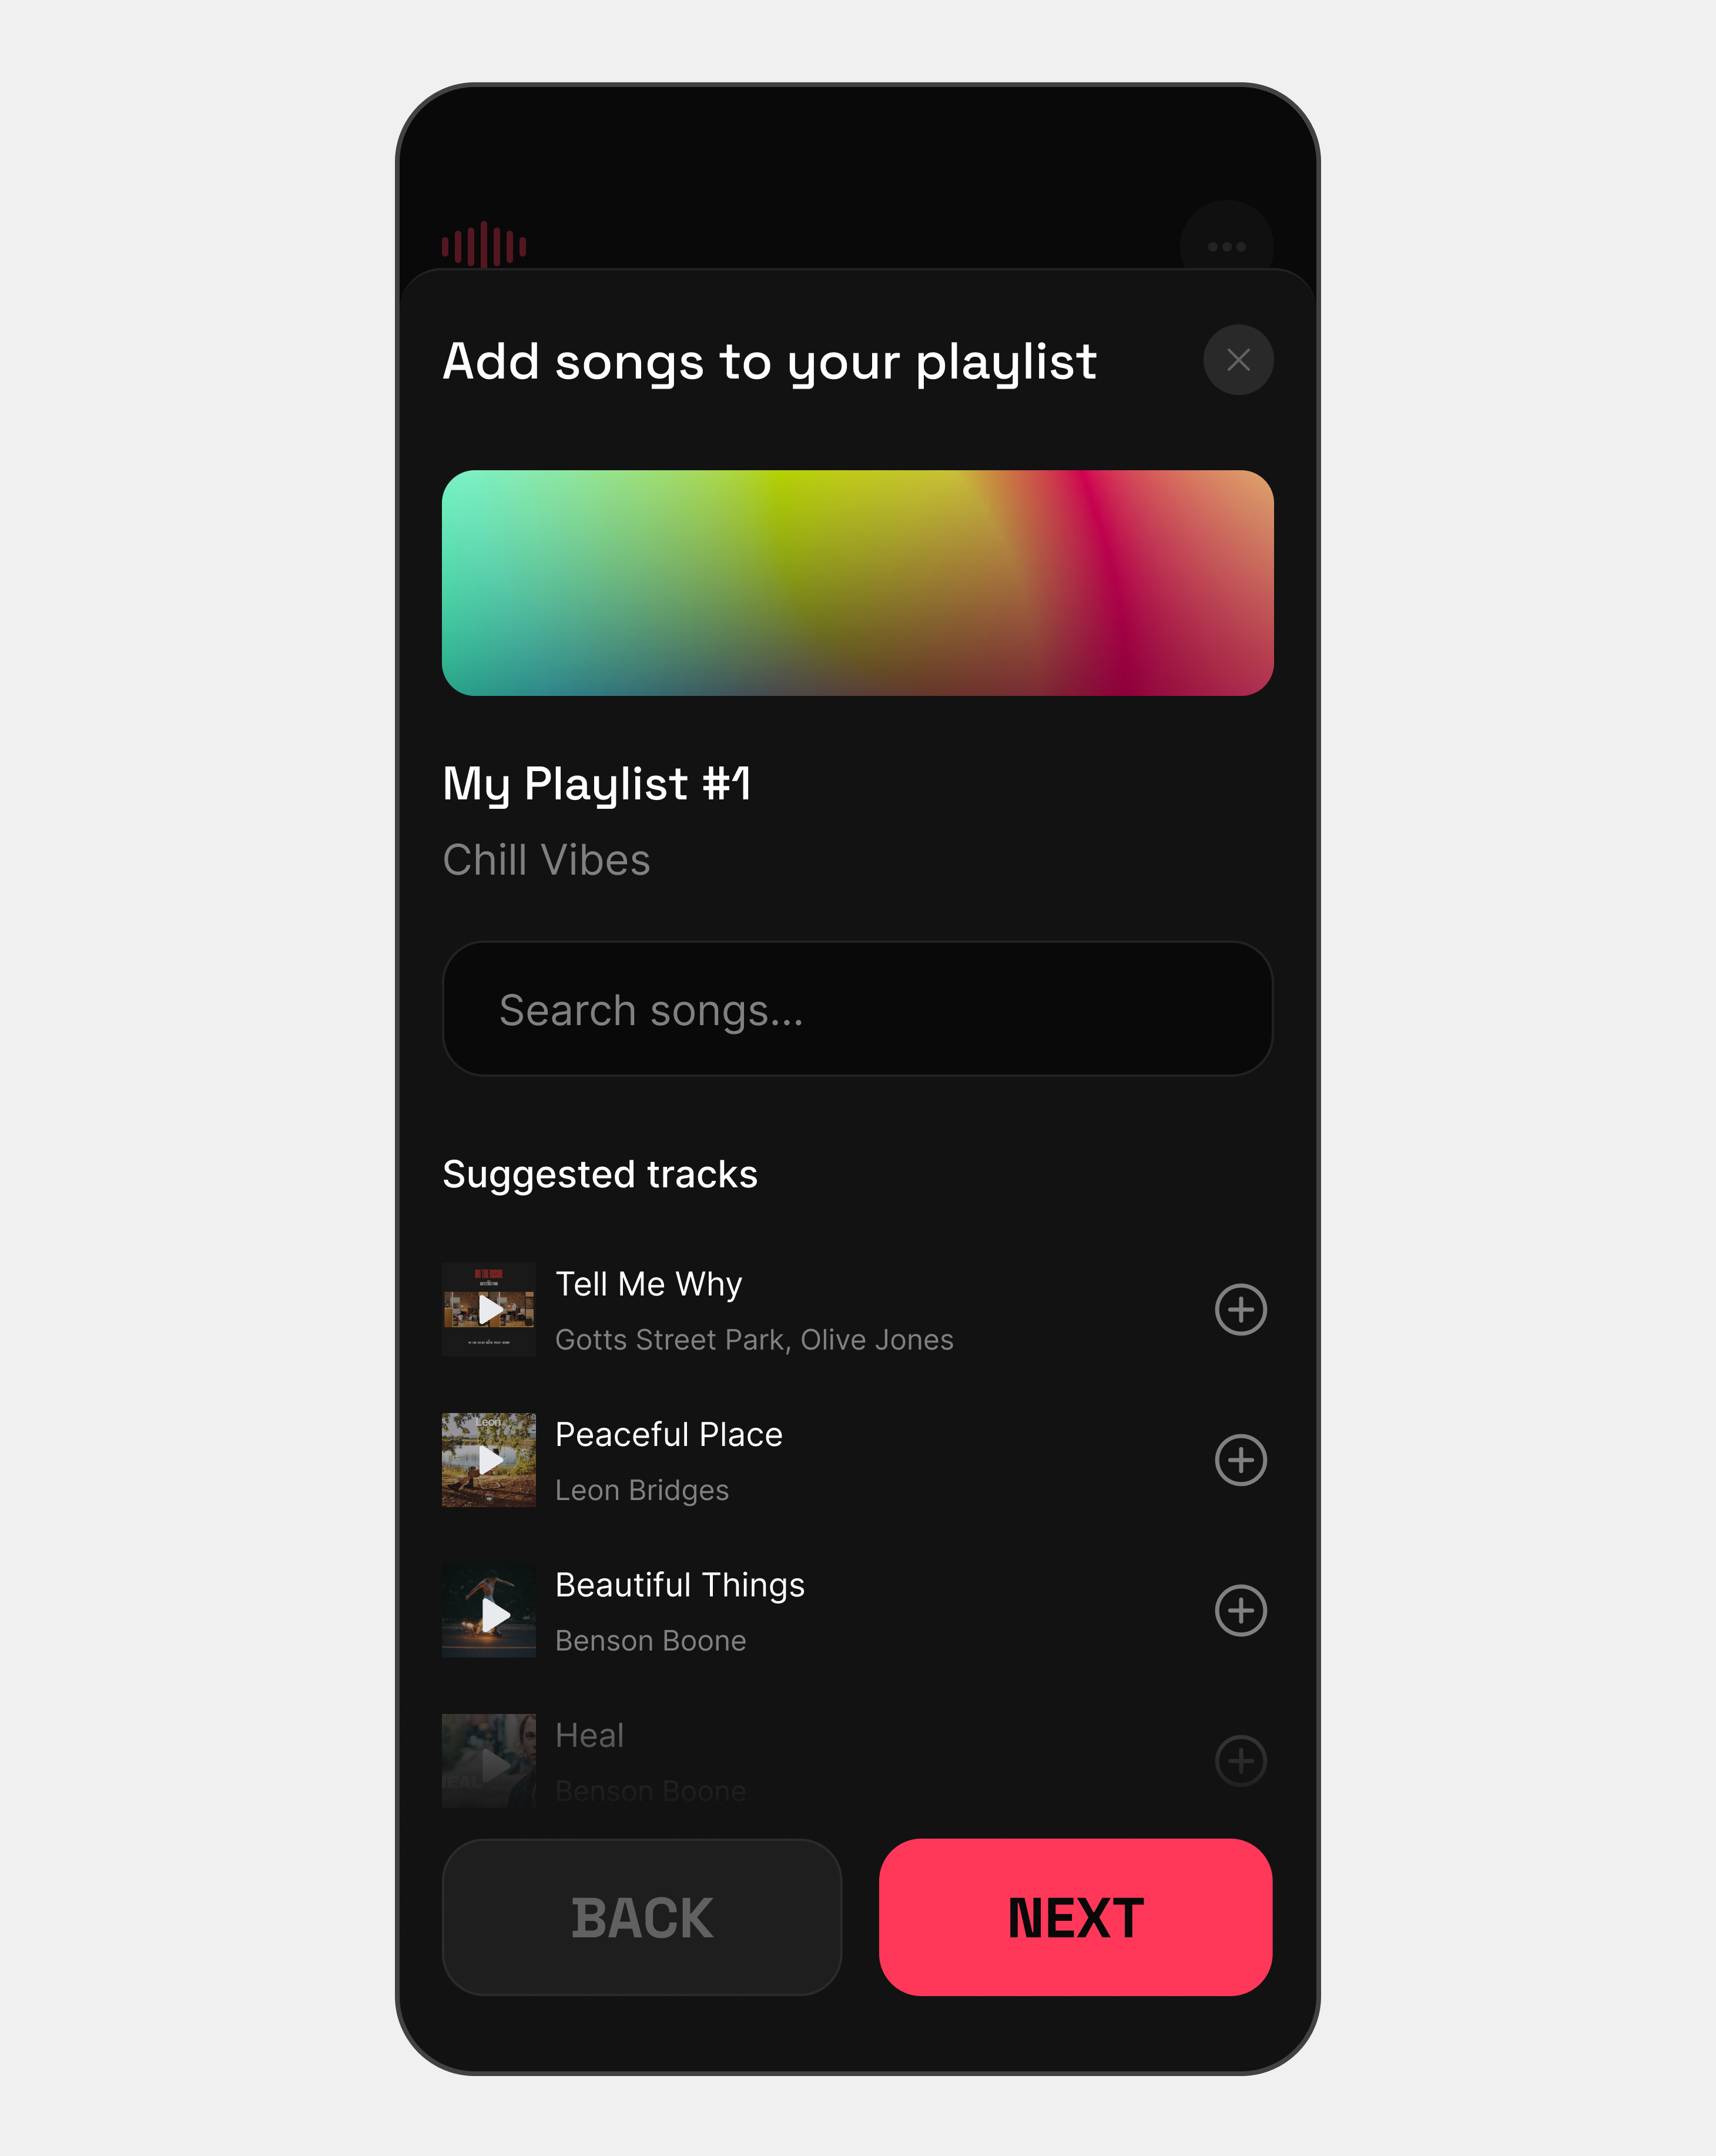 Add songs to your playlist
My Playlist #1
Chill Vibes
Search songs...
Suggested tracks
Tell Me Why
Gotts Street Park, Olive Jones
Peaceful Place
Leon Bridges
Leon
Beautiful Things
Benson Boone
Heal
Benson Boone
BACK
NEXT